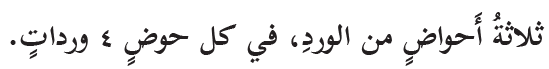 ثلاثةُ أَحواضٍ من الوردِ، في كل حوضٍ ٤ ورداتٍ.